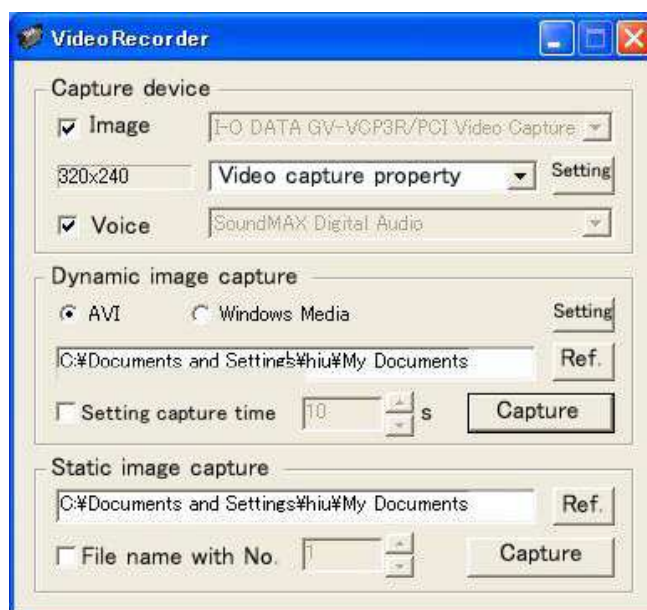 VideoRecorder
Capture device
Image
I-O DATA GV-VCP3R/PCI Video Capture
320x240
Video capture property
Setting
Voice
SoundMAX Digital Audio
Dynamic image capture
AVI
Windows Media
Setting
C:¥Documents and Settings¥hiu¥My Documents
Ref.
Setting capture time
10
s
Capture
Static image capture
C:¥Documents and Settings¥hiu¥My Documents
Ref.
File name with No.
1
Capture